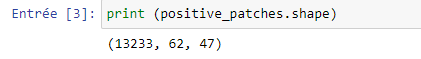 Entrée [3]: print (positive_patches.shape)
(13233, 62, 47)